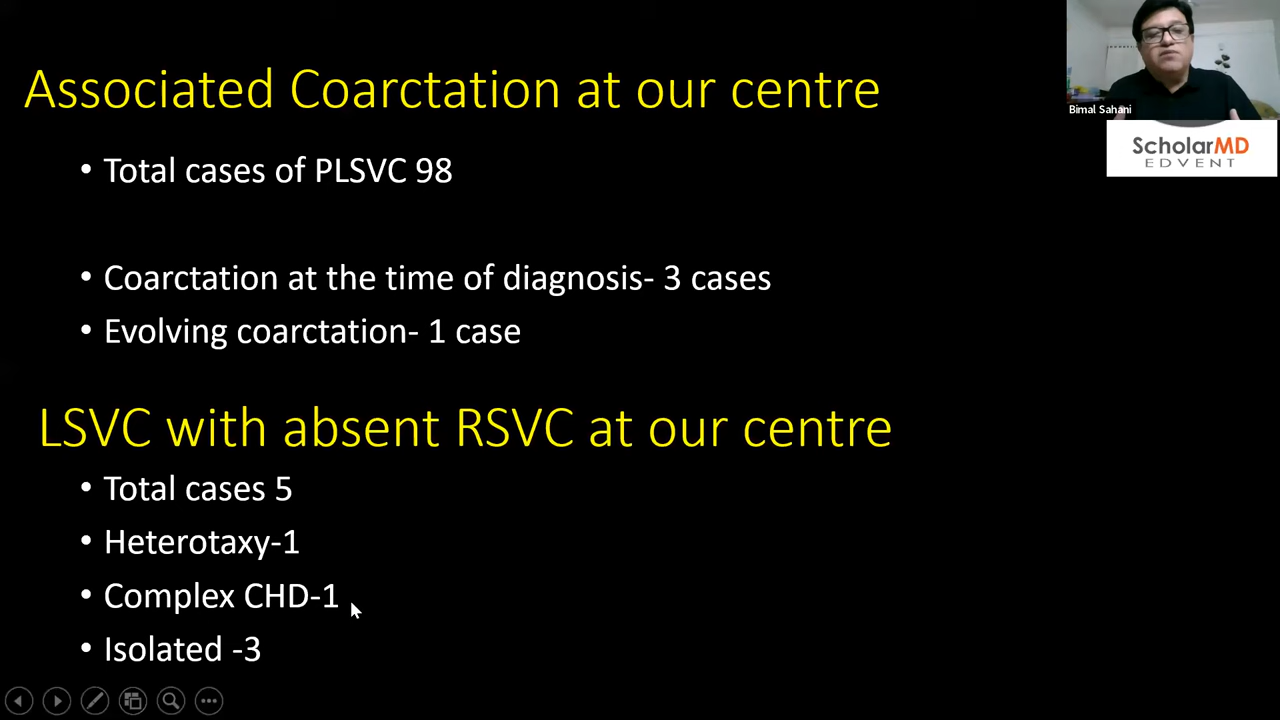 Associated Coarctation at our centre
• Total cases of PLSVC 98
• Coarctation at the time of diagnosis- 3 cases
• Evolving coarctation- 1 case
LSVC with absent RSVC at our centre
• Total cases 5
• Heterotaxy-1
• Complex CHD-1
• Isolated -3
Bimal Sahani
ScholarMD
EDVENT